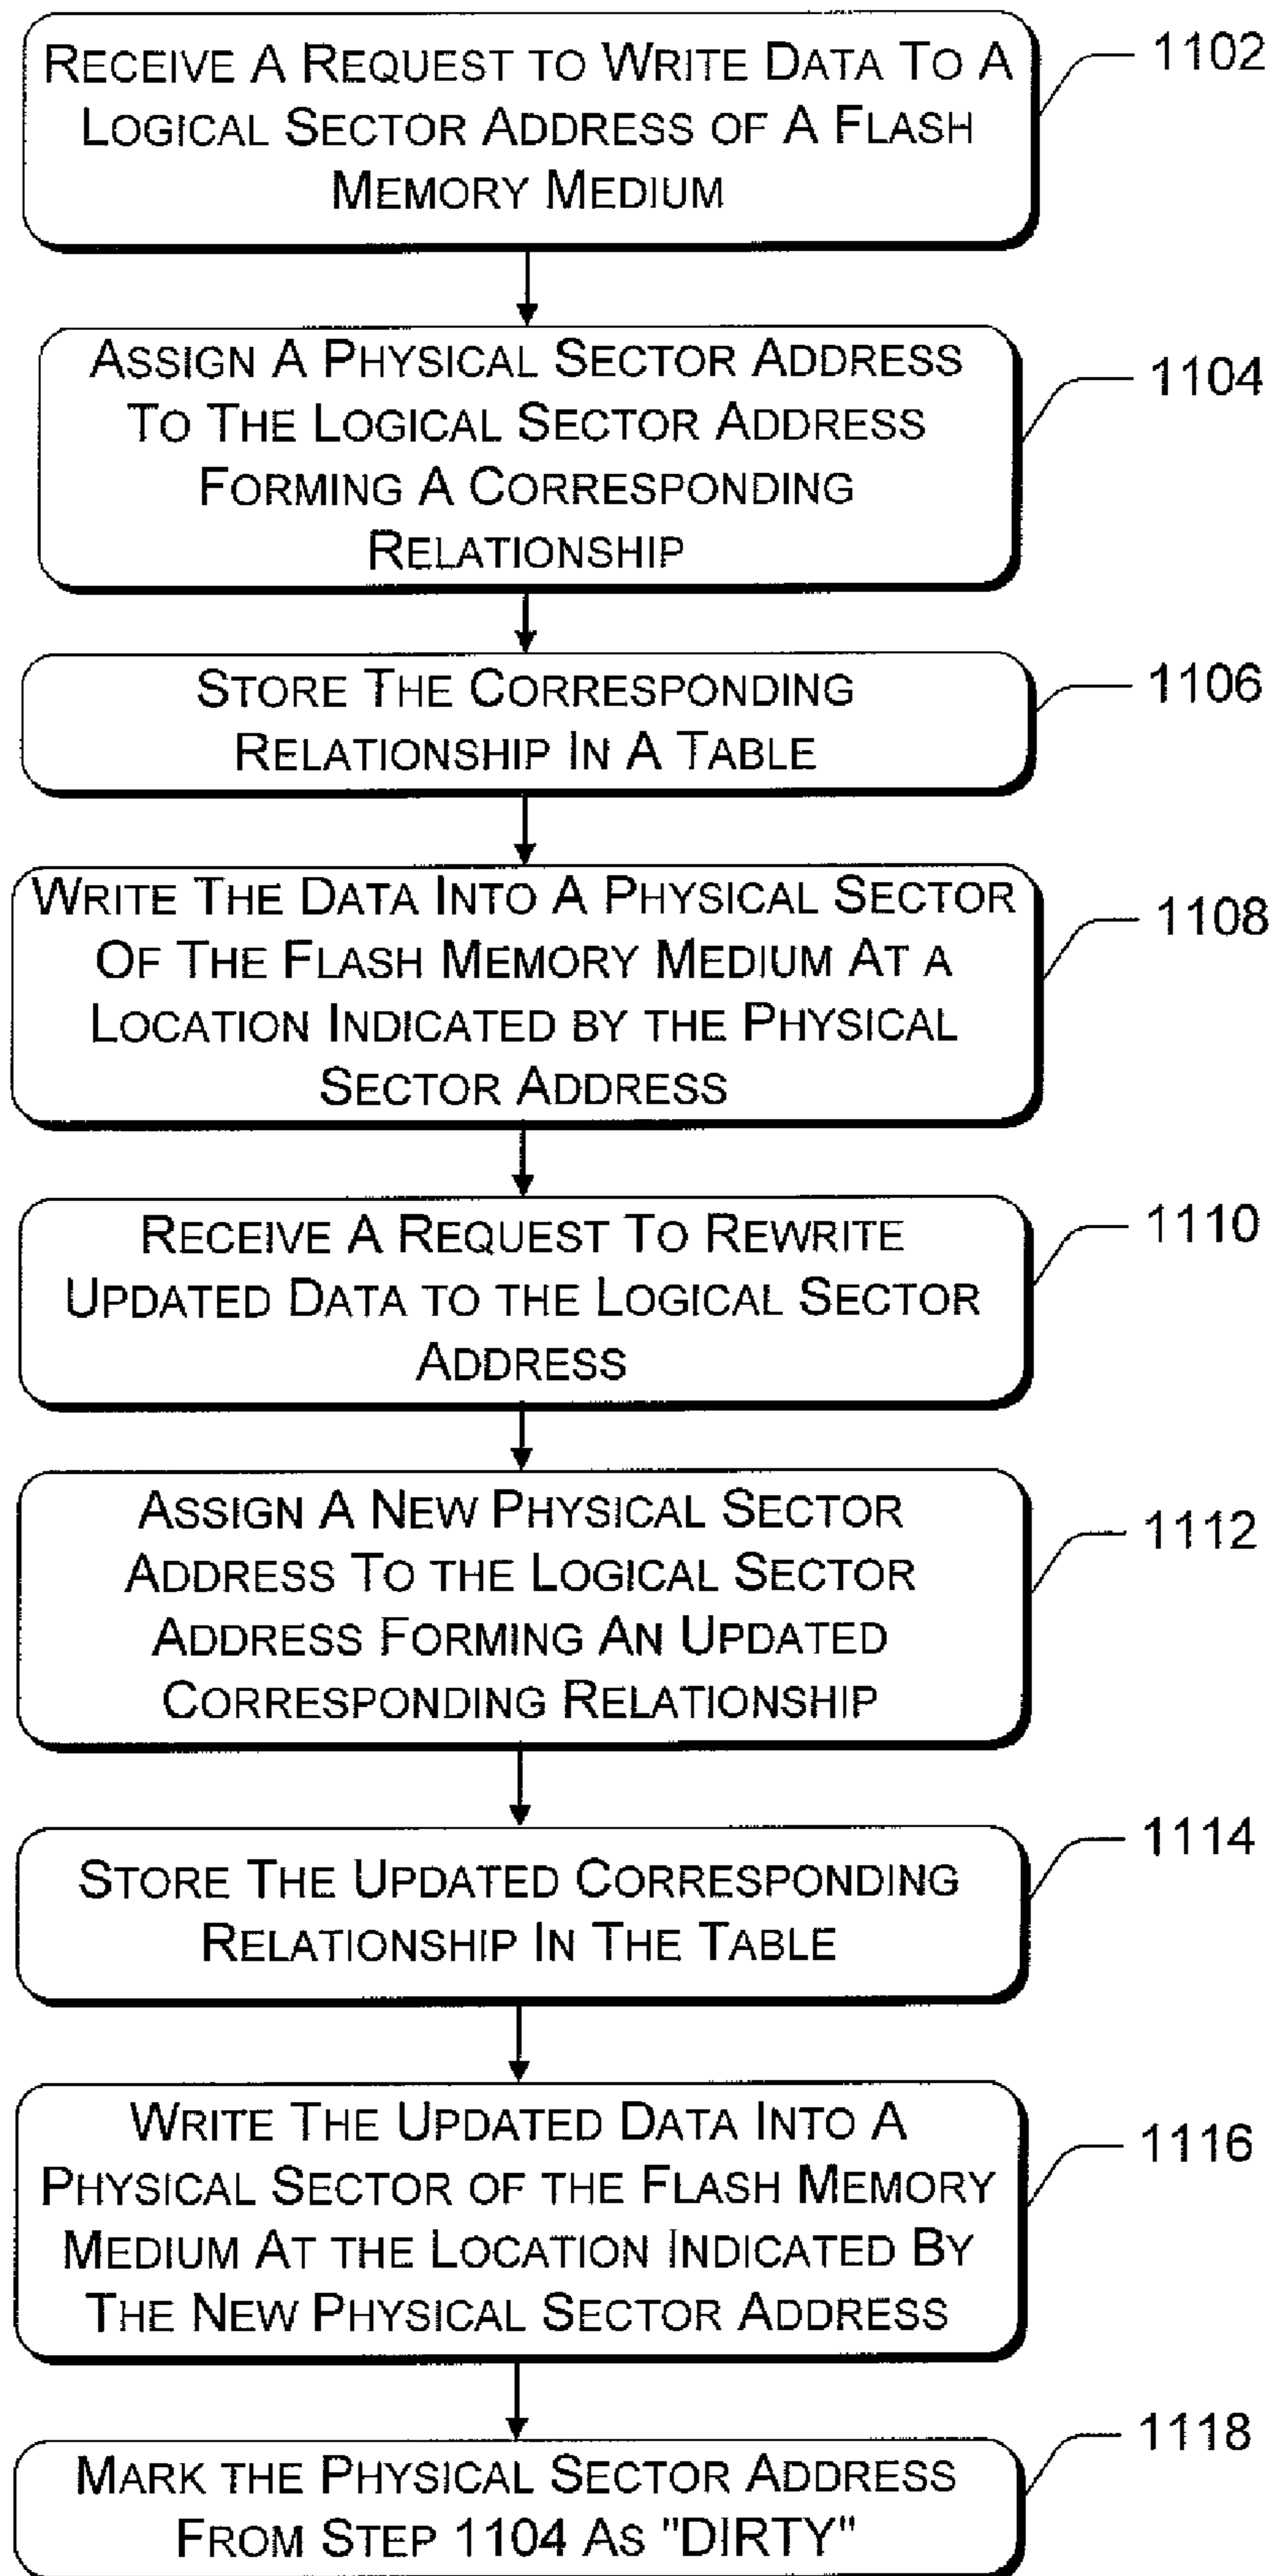 RECEIVE A REQUEST TO WRITE DATA TO A
LOGICAL SECTOR ADDRESS OF A FLASH
MEMORY MEDIUM
1102
ASSIGN A PHYSICAL SECTOR ADDRESS
TO THE LOGICAL SECTOR ADDRESS
FORMING A CORRESPONDING
RELATIONSHIP
1104
STORE THE CORRESPONDING
RELATIONSHIP IN A TABLE
1106
WRITE THE DATA INTO A PHYSICAL SECTOR
OF THE FLASH MEMORY MEDIUM AT A
LOCATION INDICATED BY THE PHYSICAL
SECTOR ADDRESS
1108
RECEIVE A REQUEST TO REWRITE
UPDATED DATA TO THE LOGICAL SECTOR
ADDRESS
1110
ASSIGN A NEW PHYSICAL SECTOR
ADDRESS TO THE LOGICAL SECTOR
ADDRESS FORMING AN UPDATED
CORRESPONDING RELATIONSHIP
1112
STORE THE UPDATED CORRESPONDING
RELATIONSHIP IN THE TABLE
1114
WRITE THE UPDATED DATA INTO A
PHYSICAL SECTOR OF THE FLASH MEMORY
MEDIUM AT THE LOCATION INDICATED BY
THE NEW PHYSICAL SECTOR ADDRESS
1116
MARK THE PHYSICAL SECTOR ADDRESS
FROM STEP 1104 AS "DIRTY"
1118